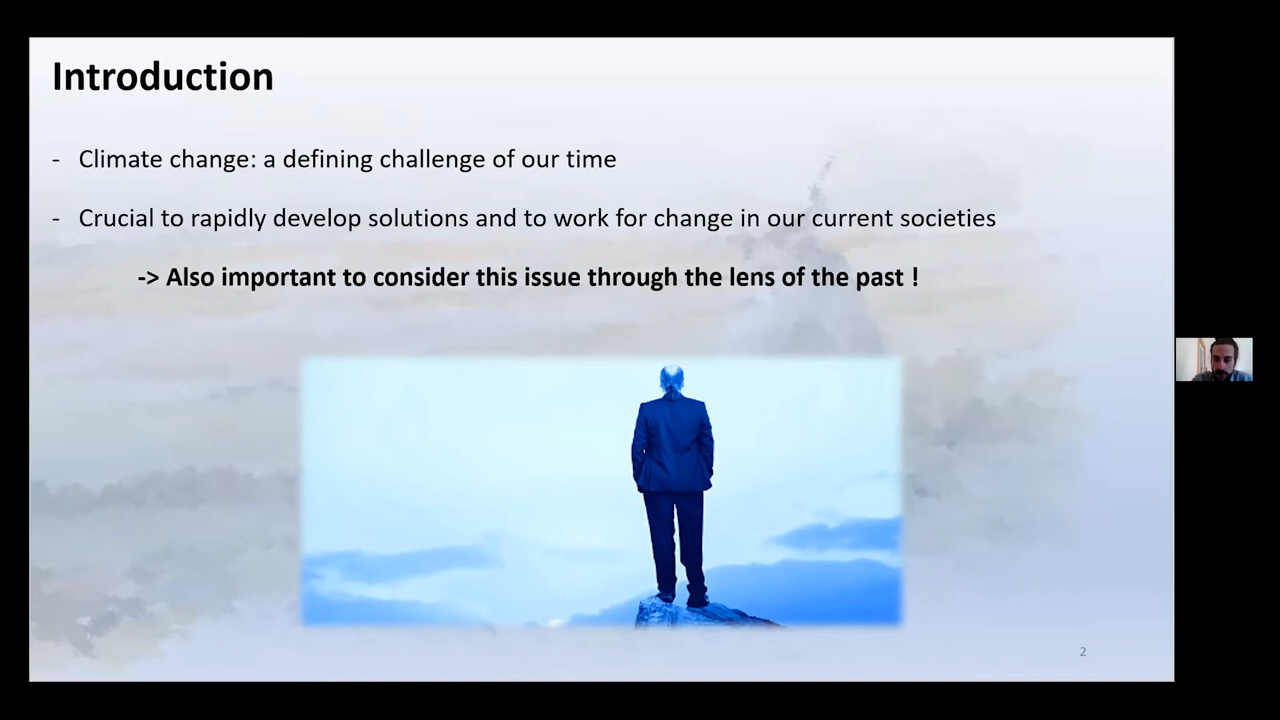 Introduction
- Climate change: a defining challenge of our time
- Crucial to rapidly develop solutions and to work for change in our current societies
-> Also important to consider this issue through the lens of the past !
2